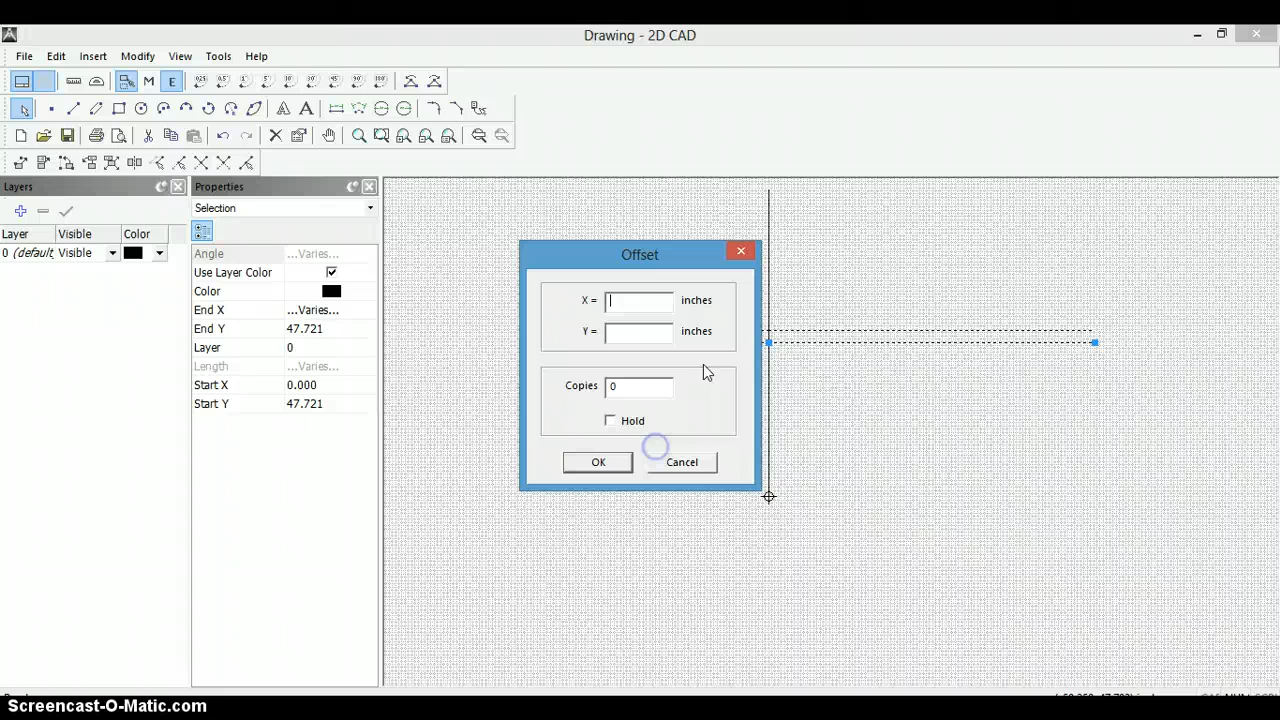 Drawing - 2D CAD
File Edit Insert Modify View Tools Help
M E
A A
Layers
Properties
Layer Visible Color
0 (default Visible
Selection
Angle ...Varies...
Use Layer Color
Color
End X ...Varies...
End Y 47.721
Layer 0
Length ...Varies...
Start X 0.000
Start Y 47.721
Offset
X = inches
Y = inches
Copies 0
Hold
OK Cancel
Screencast-O-Matic.com